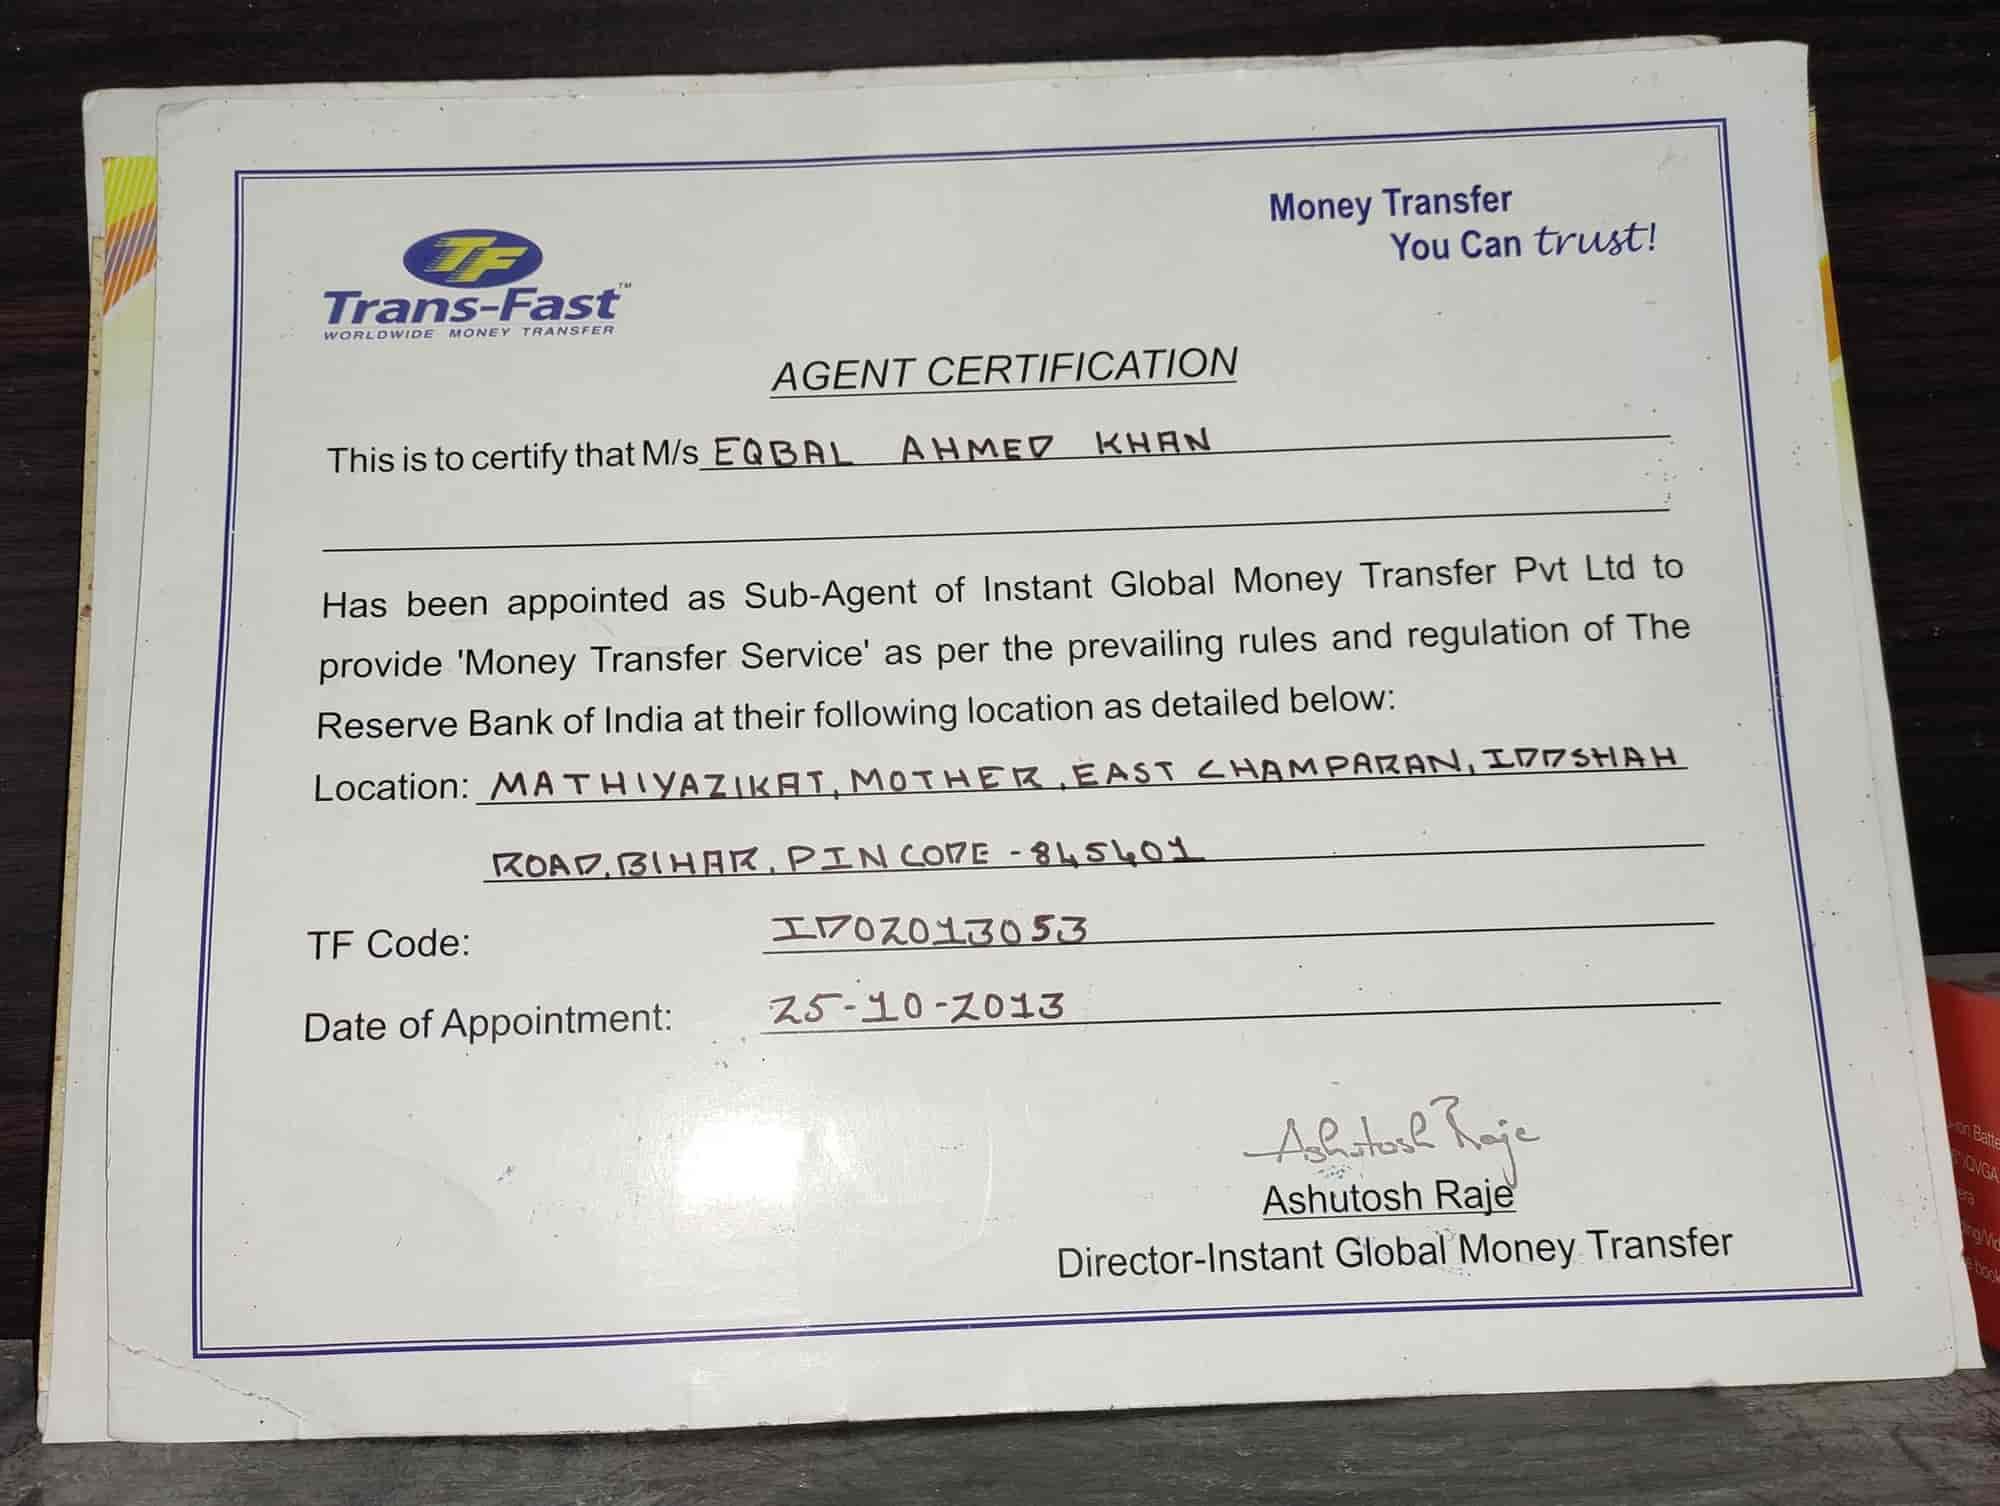 Money Transfer
You Can trust!
TF
Trans-Fast™
WORLDWIDE MONEY TRANSFER
AGENT CERTIFICATION
This is to certify that M/s EQBAL AHMED KHAN
Has been appointed as Sub-Agent of Instant Global Money Transfer Pvt Ltd to
provide 'Money Transfer Service' as per the prevailing rules and regulation of The
Reserve Bank of India at their following location as detailed below:
Location: MATHIYAZIKAT, MOTHER, EAST CHAMPARAN, IDDSHAH
ROAD, BIHAR, PIN CODE - 845401
TF Code: ID02013053
Date of Appointment: 25-10-2013
Ashutosh Raje
Ashutosh Raje
Director-Instant Global Money Transfer